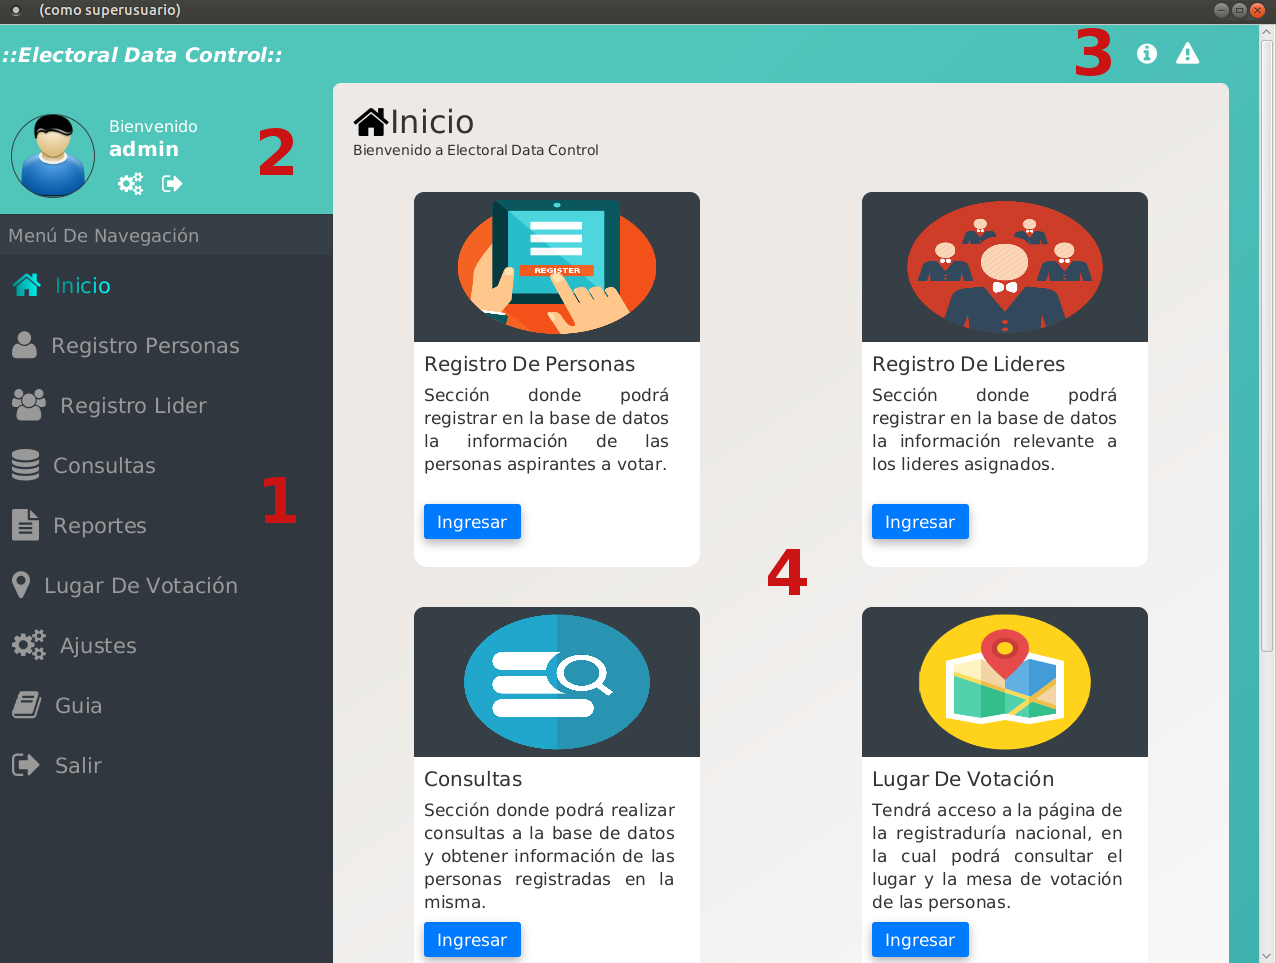 (como superusuario)
::Electoral Data Control::
3
Bienvenido
admin
2
Menú De Navegación
Inicio
Registro Personas
Registro Lider
Consultas
Reportes
Lugar De Votación
Ajustes
Guia
Salir
1
Inicio
Bienvenido a Electoral Data Control
REGISTER
Registro De Personas
Sección donde podrá
registrar en la base de datos
la información de las
personas aspirantes a votar.
Ingresar
Registro De Lideres
Sección donde podrá
registrar en la base de datos
la información relevante a
los lideres asignados.
Ingresar
4
Consultas
Sección donde podrá realizar
consultas a la base de datos
y obtener información de las
personas registradas en la
misma.
Ingresar
Lugar De Votación
Tendrá acceso a la página de
la registraduría nacional, en
la cual podrá consultar el
lugar y la mesa de votación
de las personas.
Ingresar